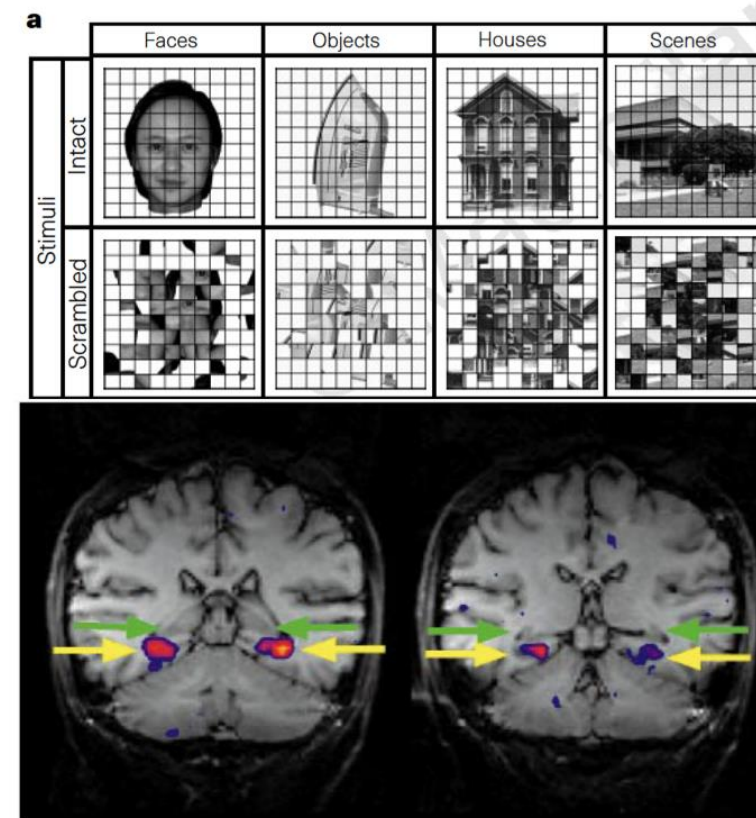 a
Faces Objects Houses Scenes
Stimuli
Intact
Scrambled